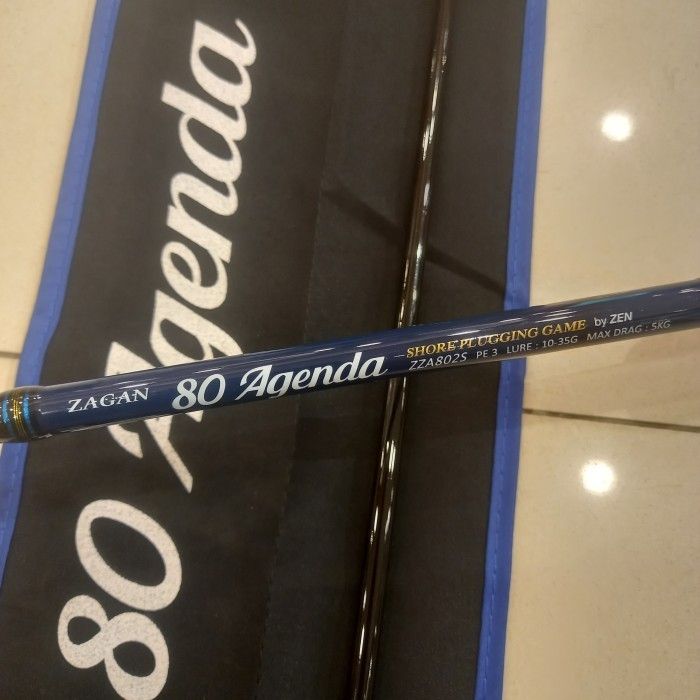 80 Agenda
ZAGAN 80 Agenda SHORE PLUGGING GAME by ZEN
ZZA802S PE 3 LURE : 10-35G MAX DRAG : 5KG